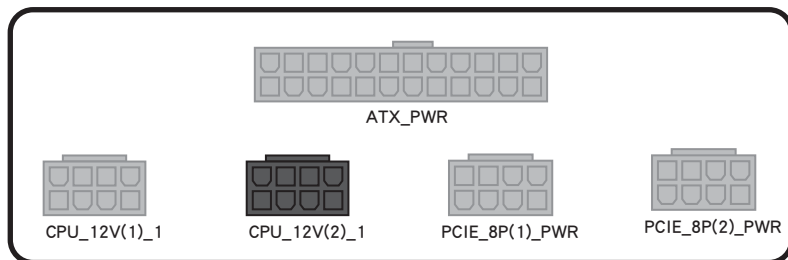 ATX_PWR
CPU_12V(1)_1
CPU_12V(2)_1
PCIE_8P(1)_PWR
PCIE_8P(2)_PWR